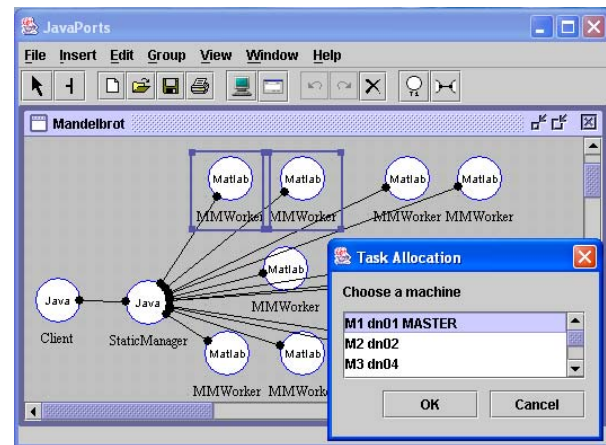 JavaPorts
File Insert Edit Group View Window Help
T1
Mandelbrot
Matlab Matlab Matlab Matlab
MMWorker MMWorker MMWorker MMWorker
Matlab
MMWorker
Java Java
Client StaticManager
Matlab Matlab
MMWorker MMWorker
Task Allocation
Choose a machine
M1 dn01 MASTER
M2 dn02
M3 dn04
OK Cancel